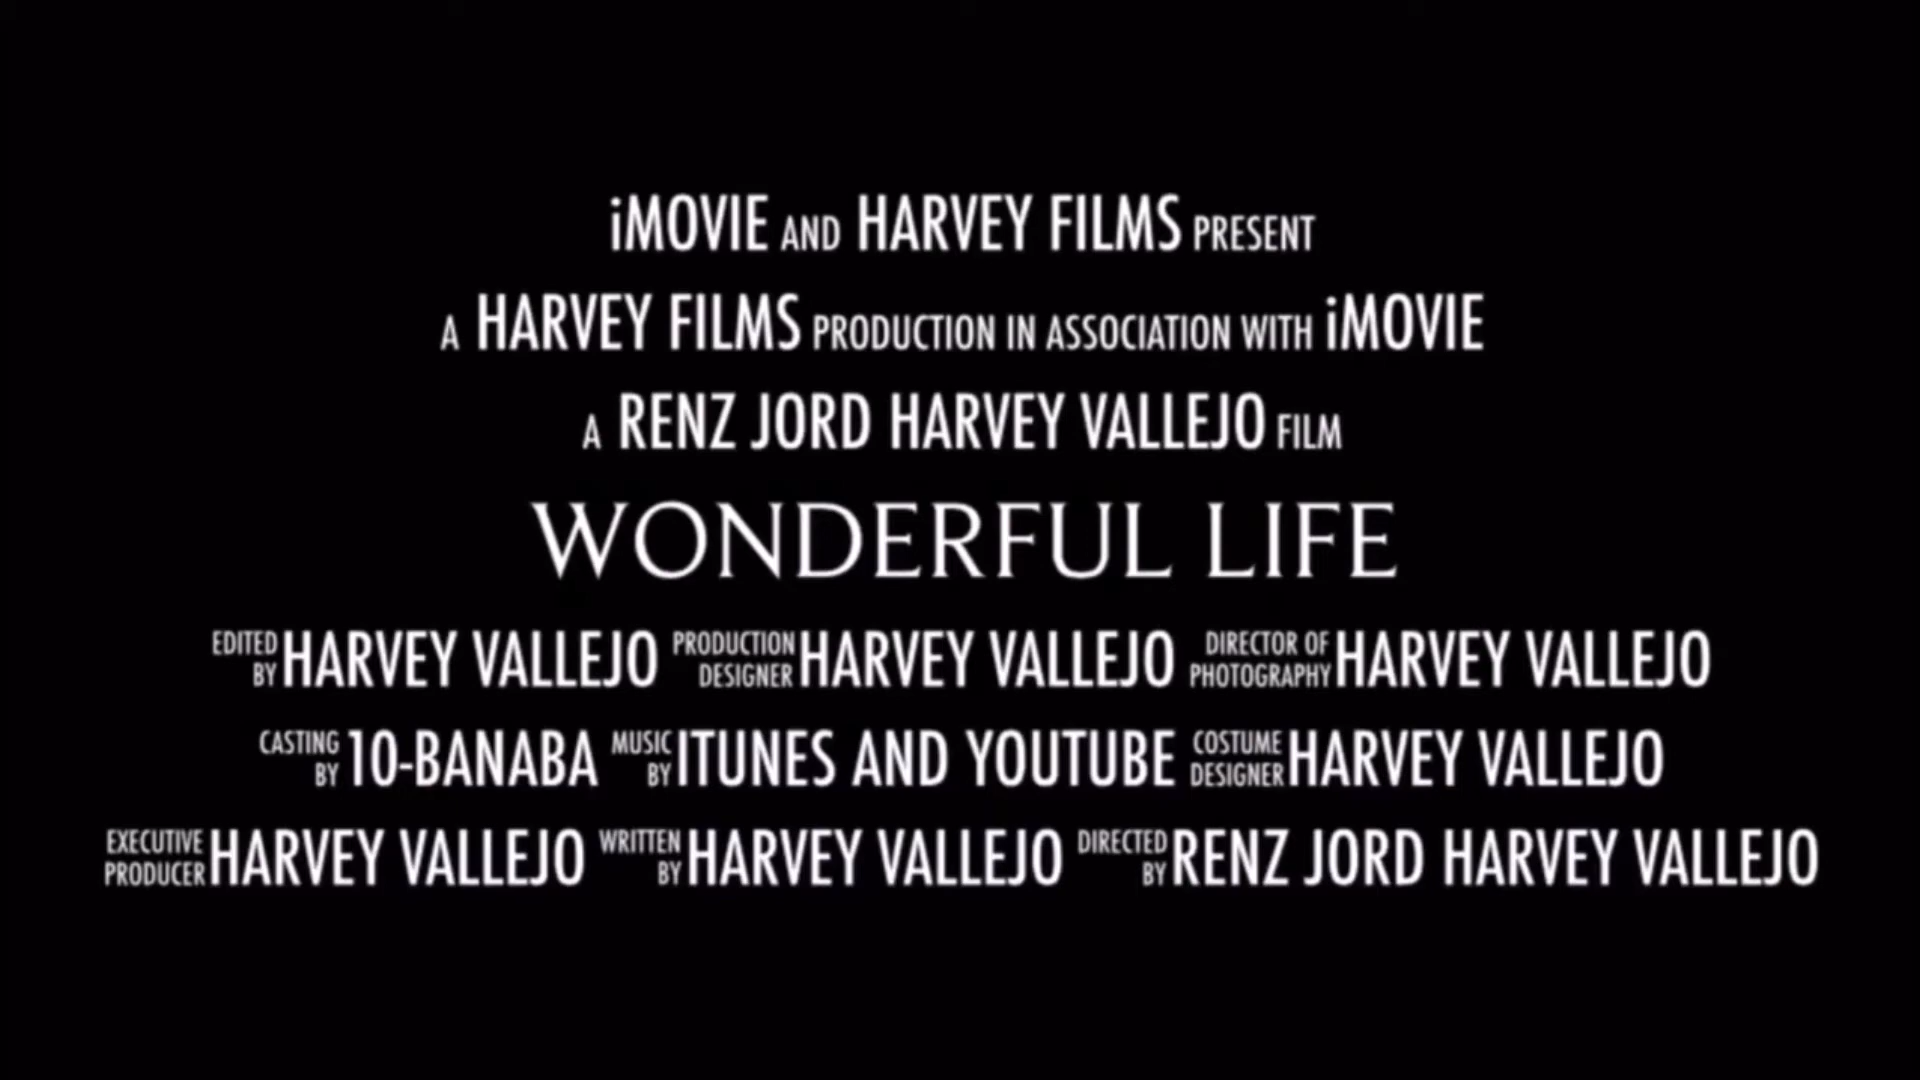 iMOVIE AND HARVEY FILMS PRESENT
A HARVEY FILMS PRODUCTION IN ASSOCIATION WITH iMOVIE
A RENZ JORD HARVEY VALLEJO FILM
WONDERFUL LIFE
EDITED BY HARVEY VALLEJO PRODUCTION DESIGNER HARVEY VALLEJO DIRECTOR OF PHOTOGRAPHY HARVEY VALLEJO
CASTING BY 10-BANABA MUSIC BY ITUNES AND YOUTUBE COSTUME DESIGNER HARVEY VALLEJO
EXECUTIVE PRODUCER HARVEY VALLEJO WRITTEN BY HARVEY VALLEJO DIRECTED BY RENZ JORD HARVEY VALLEJO